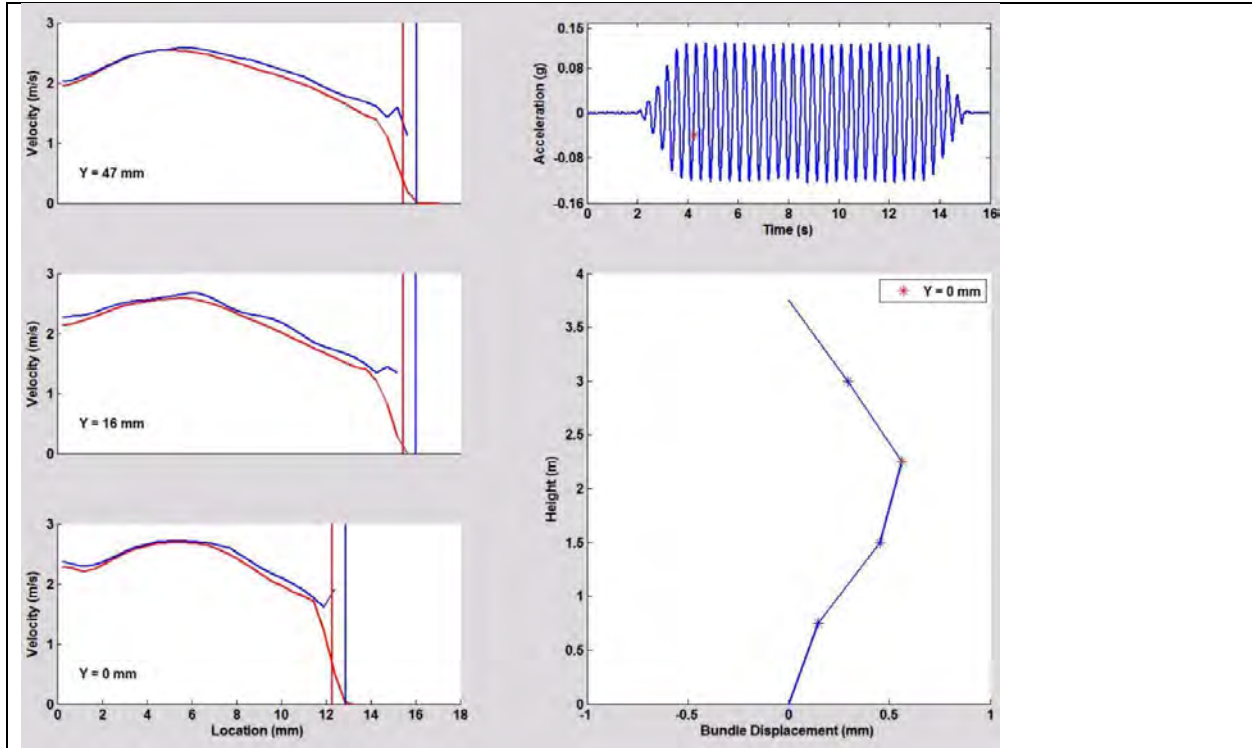 3
2
1
0
Velocity (m/s)
Y = 47 mm
0.15
0.08
0
-0.08
-0.16
Acceleration (g)
0 2 4 6 8 10 12 14 16
Time (s)
3
2
1
0
Velocity (m/s)
Y = 16 mm
3
2
1
0
Velocity (m/s)
Y = 0 mm
0 2 4 6 8 10 12 14 16 18
Location (mm)
4
3.5
3
2.5
2
1.5
1
0.5
0
Height (m)
Y = 0 mm
-1 -0.5 0 0.5 1
Bundle Displacement (mm)